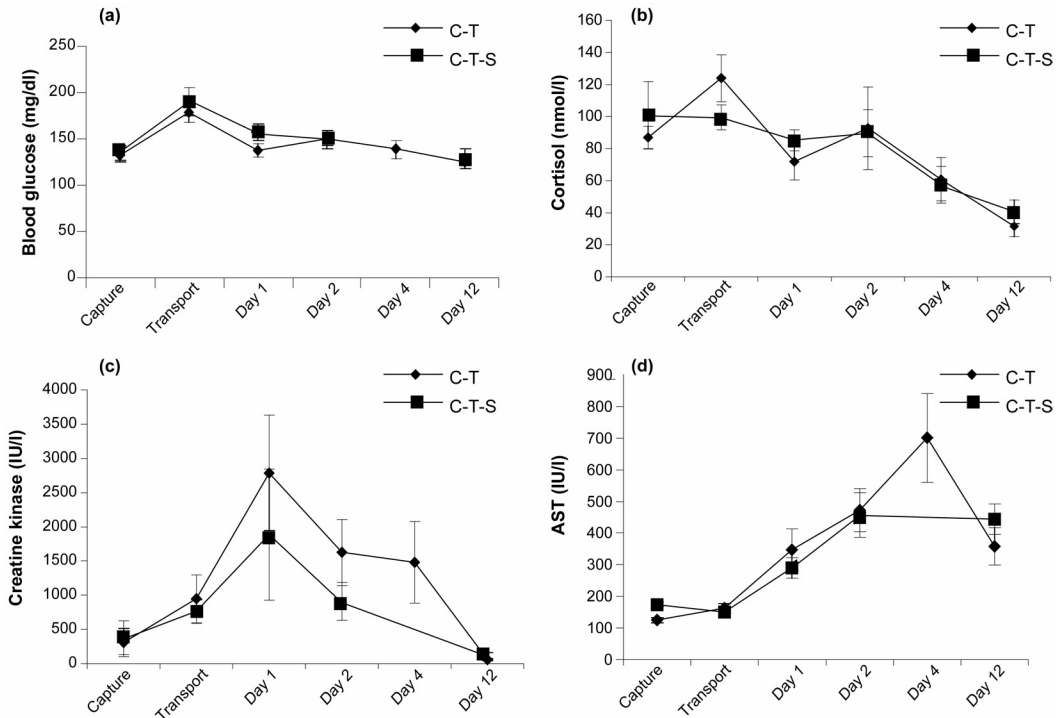 (a)
C-T
C-T-S
Blood glucose (mg/dl)
250
200
150
100
50
0
Capture
Transport
Day 1
Day 2
Day 4
Day 12
(b)
C-T
C-T-S
Cortisol (nmol/l)
160
140
120
100
80
60
40
20
0
Capture
Transport
Day 1
Day 2
Day 4
Day 12
(c)
C-T
C-T-S
Creatine kinase (IU/l)
4000
3500
3000
2500
2000
1500
1000
500
0
Capture
Transport
Day 1
Day 2
Day 4
Day 12
(d)
C-T
C-T-S
AST (IU/l)
900
800
700
600
500
400
300
200
100
0
Capture
Transport
Day 1
Day 2
Day 4
Day 12